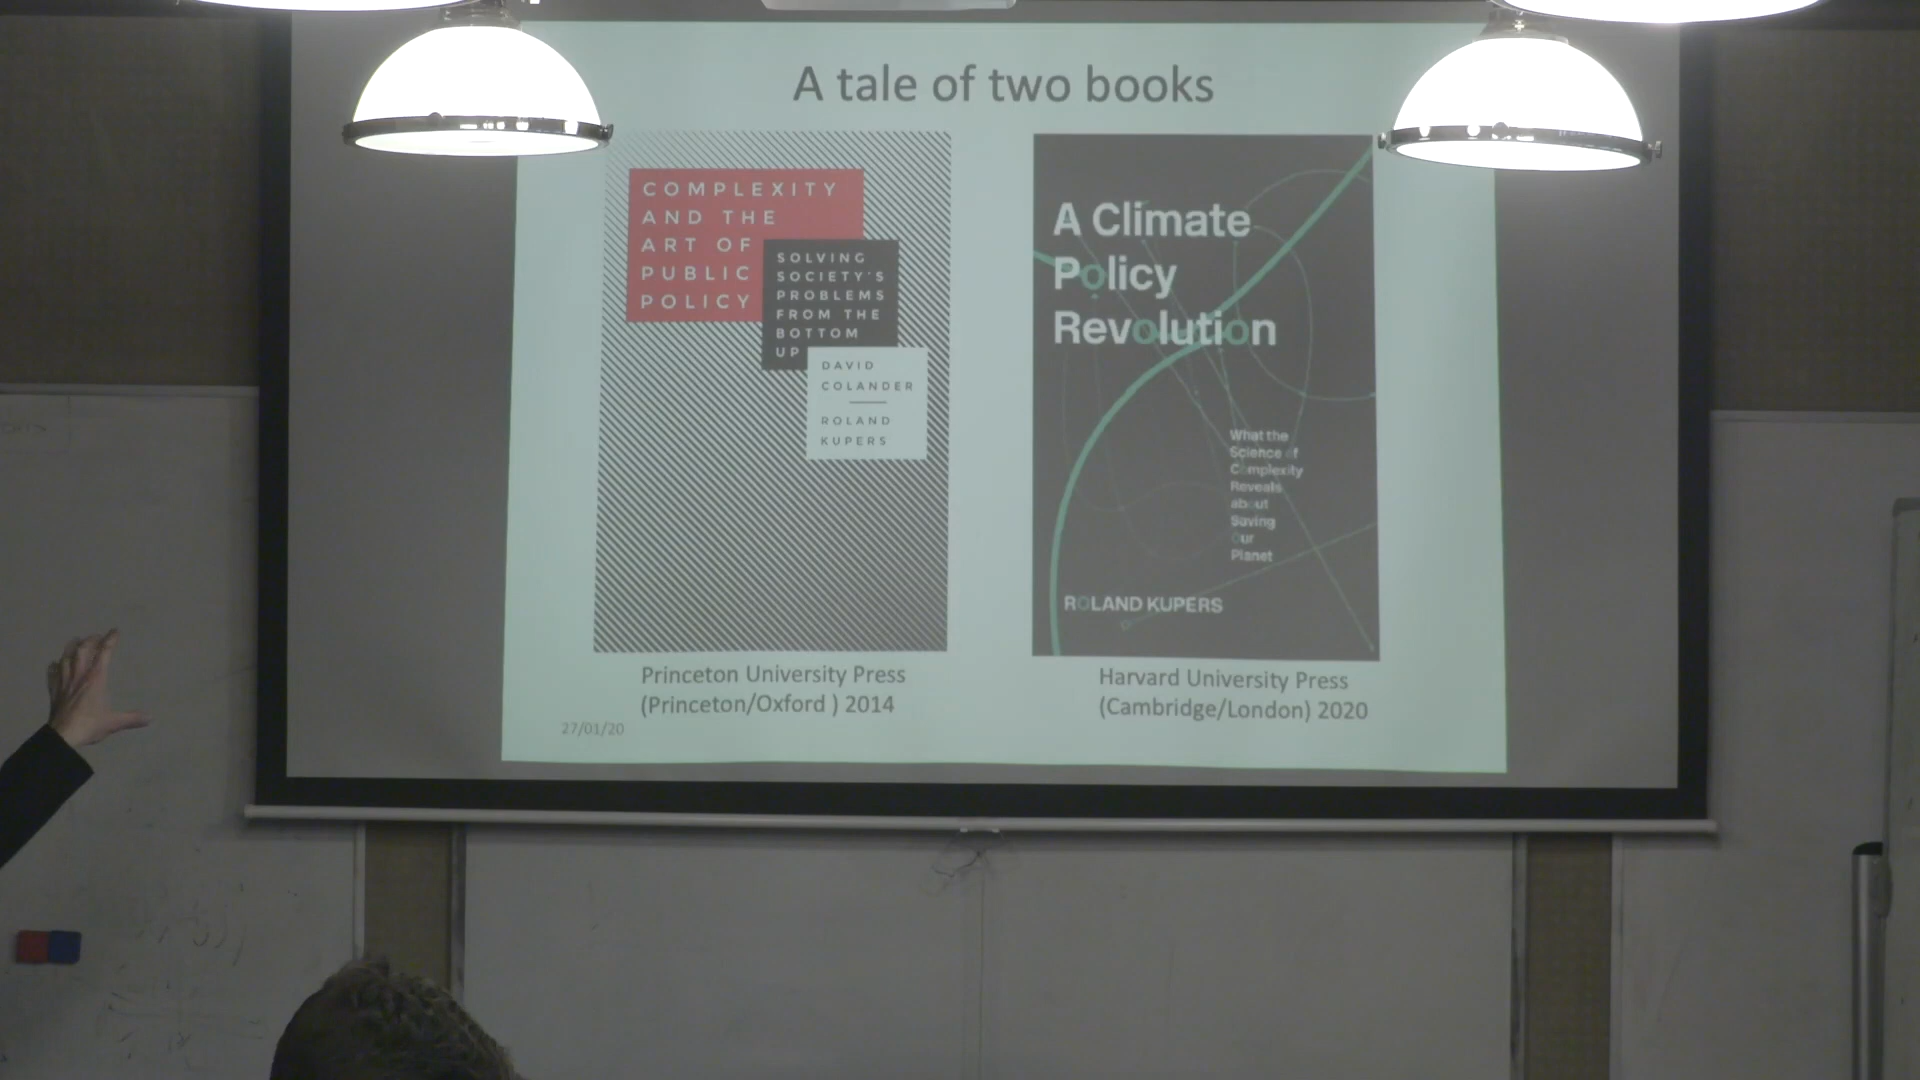 A tale of two books
COMPLEXITY
AND THE
ART OF
PUBLIC
POLICY
SOLVING
SOCIETY'S
PROBLEMS
FROM THE
BOTTOM
UP
DAVID
COLANDER
ROLAND
KUPERS
Princeton University Press
(Princeton/Oxford ) 2014
A Climate
Policy
Revolution
What the
Science of
Complexity
Reveals
about
Saving
Our
Planet
ROLAND KUPERS
Harvard University Press
(Cambridge/London) 2020
27/01/20